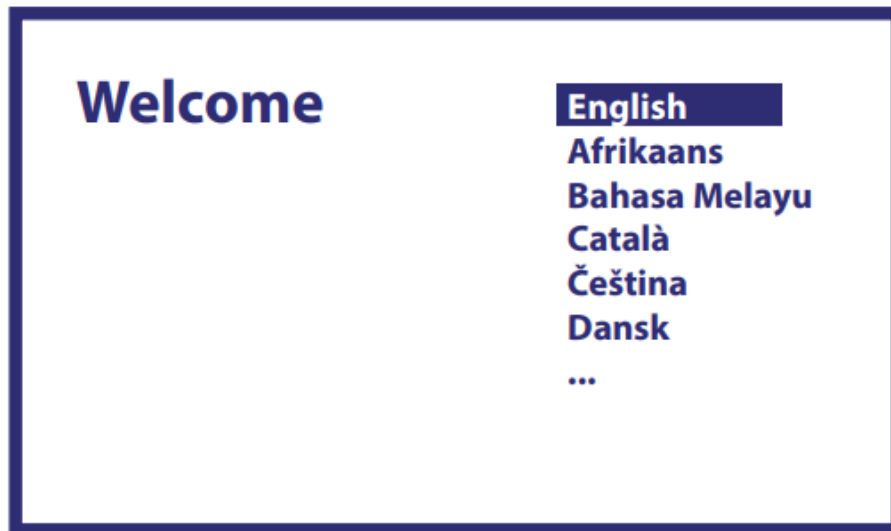 Welcome
English
Afrikaans
Bahasa Melayu
Català
Čeština
Dansk
...